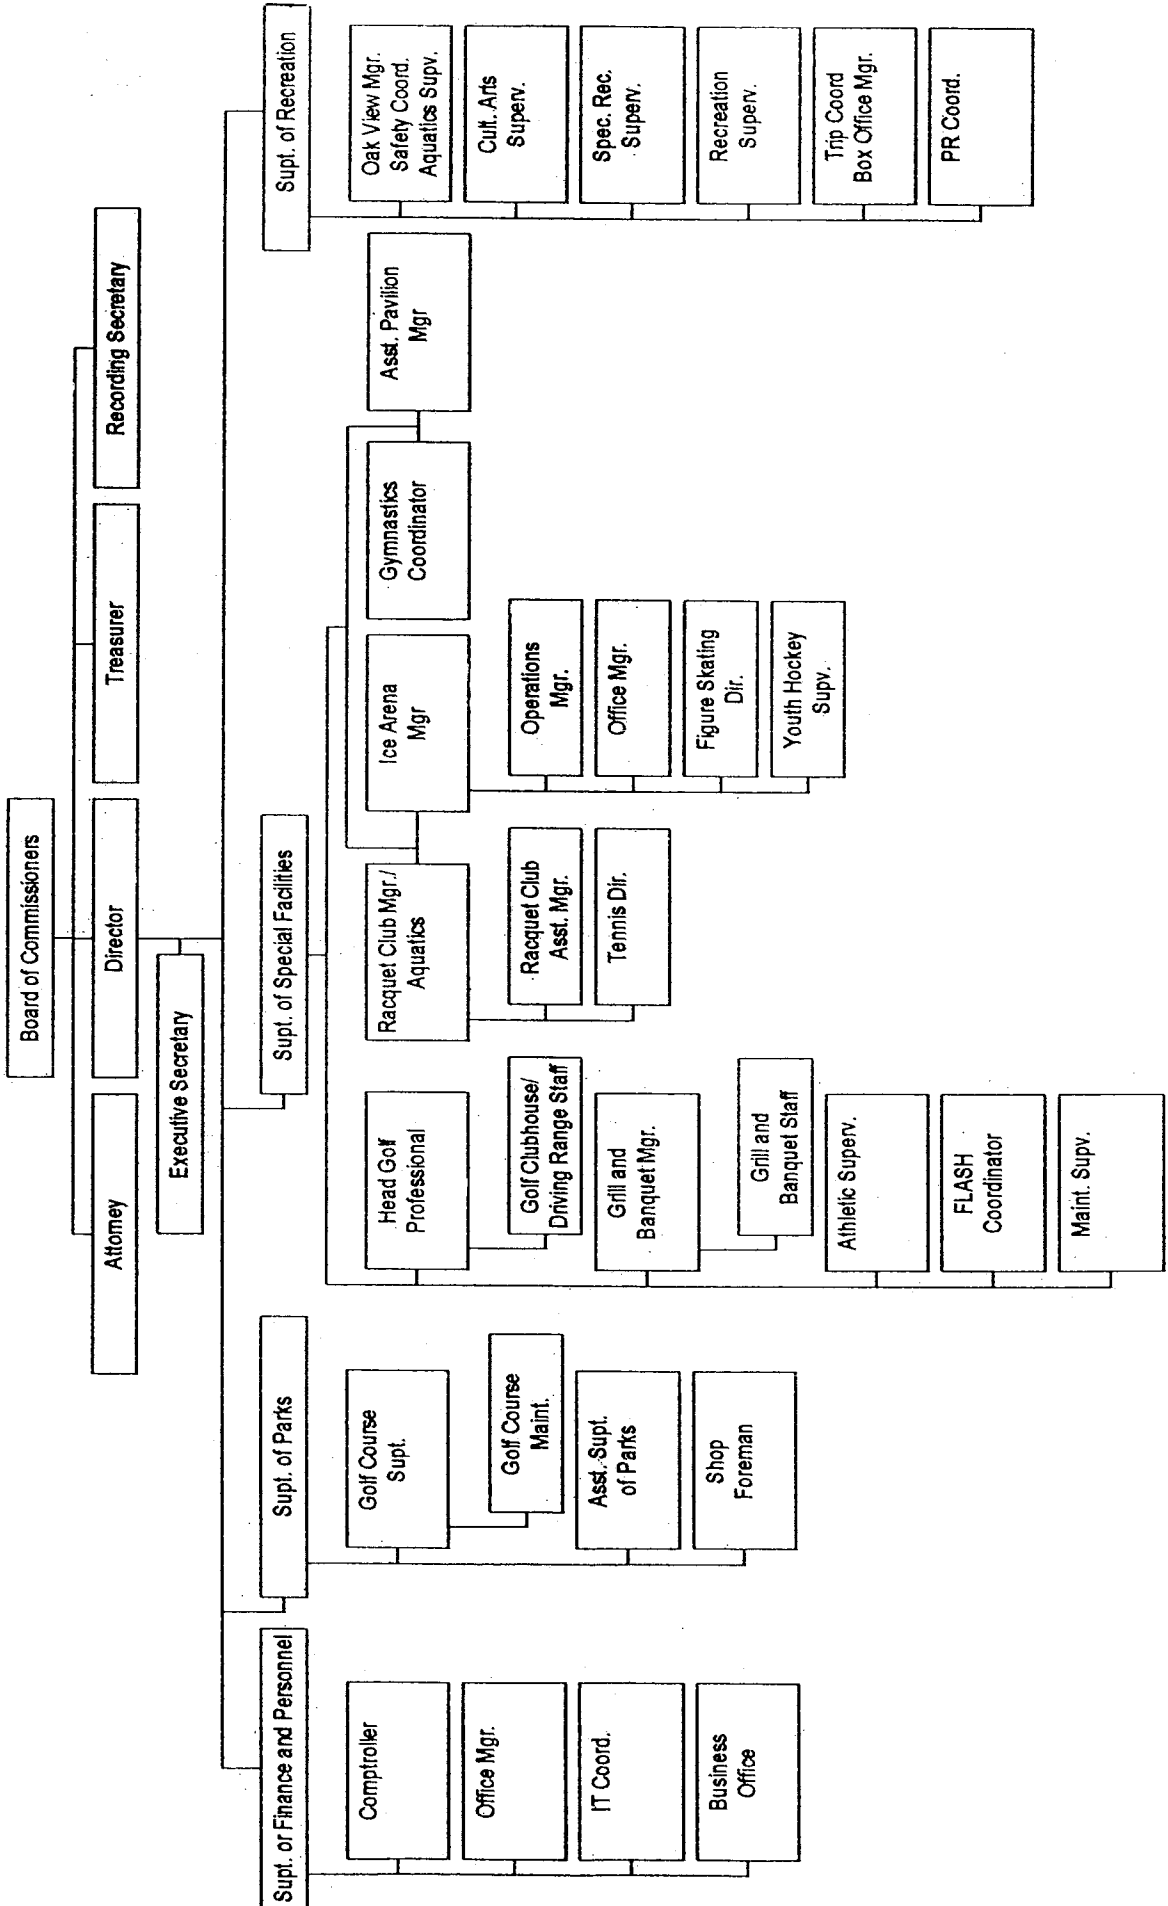 Board of Commissioners
Attorney
Director
Treasurer
Recording Secretary
Executive Secretary
Supt. or Finance and Personnel
Supt. of Parks
Supt. of Special Facilities
Supt. of Recreation
Comptroller
Office Mgr.
IT Coord.
Business
Office
Golf Course
Supt.
Golf Course
Maint.
Asst. Supt.
of Parks
Shop
Foreman
Head Golf
Professional
Golf Clubhouse/
Driving Range Staff
Grill and
Banquet Mgr.
Grill and
Banquet Staff
Athletic Superv.
FLASH
Coordinator
Maint. Supv.
Racquet Club Mgr./
Aquatics
Racquet Club
Asst. Mgr.
Tennis Dir.
Ice Arena
Mgr
Operations
Mgr.
Office Mgr.
Figure Skating
Dir.
Youth Hockey
Supv.
Gymnastics
Coordinator
Asst. Pavilion
Mgr
Oak View Mgr.
Safety Coord.
Aquatics Supv.
Cult. Arts
Superv.
Spec. Rec.
Superv.
Recreation
Superv.
Trip Coord
Box Office Mgr.
PR Coord.